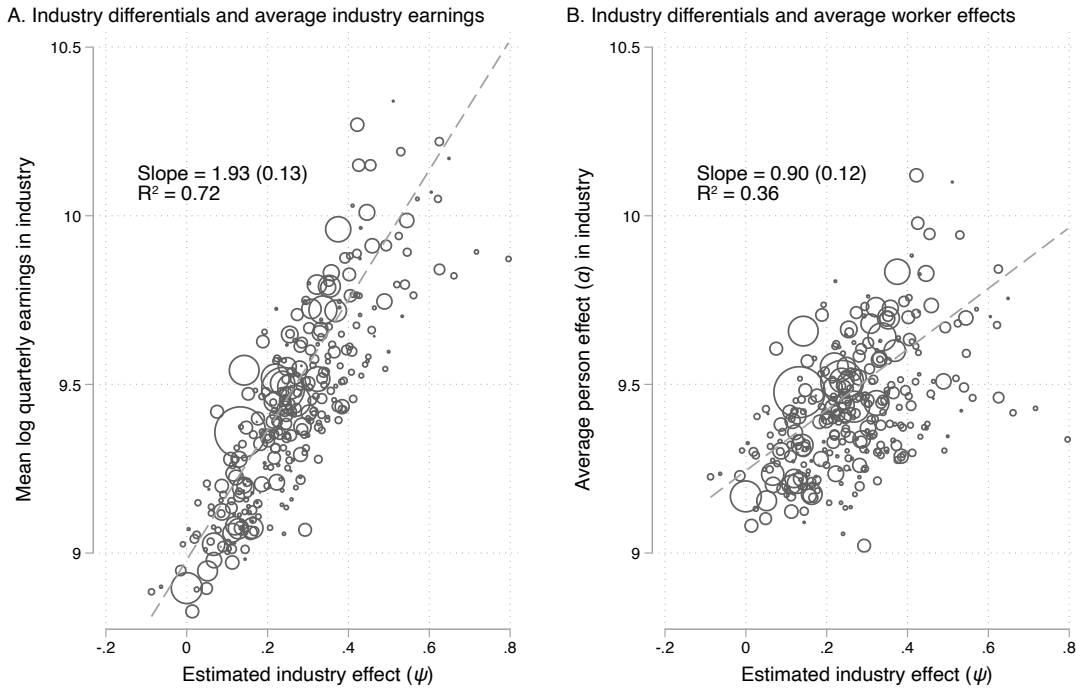 A. Industry differentials and average industry earnings
10.5
10
9.5
9
Mean log quarterly earnings in industry
Slope = 1.93 (0.13)
R² = 0.72
-.2 0 .2 .4 .6 .8
Estimated industry effect (ψ)
B. Industry differentials and average worker effects
10.5
10
9.5
9
Average person effect (α) in industry
Slope = 0.90 (0.12)
R² = 0.36
-.2 0 .2 .4 .6 .8
Estimated industry effect (ψ)